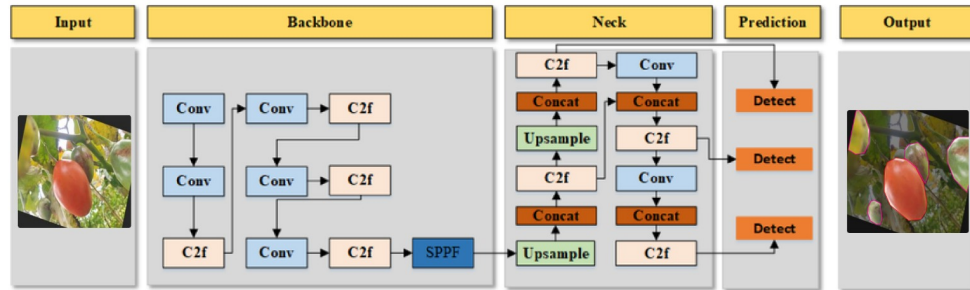 Input
Backbone
Neck
Prediction
Output
Conv
Conv
C2f
Conv
C2f
Conv
C2f
Conv
C2f
SPPF
C2f
Concat
Upsample
C2f
Concat
Upsample
Conv
Concat
C2f
Conv
Concat
C2f
Detect
Detect
Detect